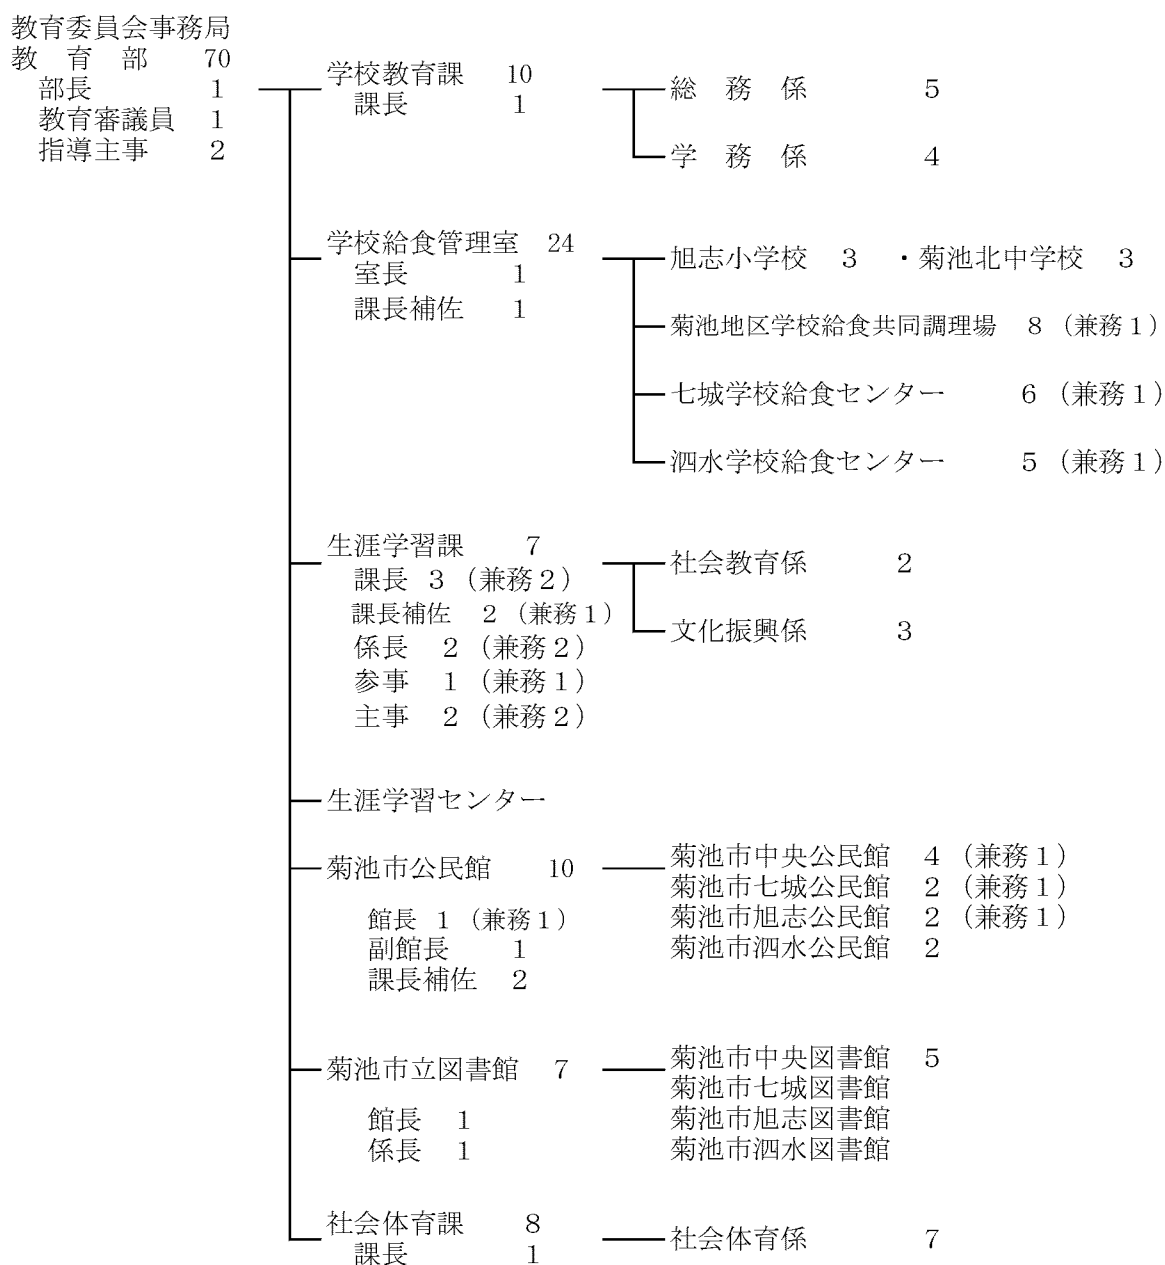 教育委員会事務局
教　育　部　70
部長　1
教育審議員　1
指導主事　2
学校教育課　10
課長　1
総　務　係　5
学　務　係　4
学校給食管理室　24
室長　1
課長補佐　1
旭志小学校　3　・菊池北中学校　3
菊池地区学校給食共同調理場　8（兼務1）
七城学校給食センター　6（兼務1）
泗水学校給食センター　5（兼務1）
生涯学習課　7
課長　3（兼務2）
課長補佐　2（兼務1）
係長　2（兼務2）
参事　1（兼務1）
主事　2（兼務2）
社会教育係　2
文化振興係　3
生涯学習センター
菊池市公民館　10
館長　1（兼務1）
副館長　1
課長補佐　2
菊池市中央公民館　4（兼務1）
菊池市七城公民館　2（兼務1）
菊池市旭志公民館　2（兼務1）
菊池市泗水公民館　2
菊池市立図書館　7
館長　1
係長　1
菊池市中央図書館　5
菊池市七城図書館
菊池市旭志図書館
菊池市泗水図書館
社会体育課　8
課長　1
社会体育係　7